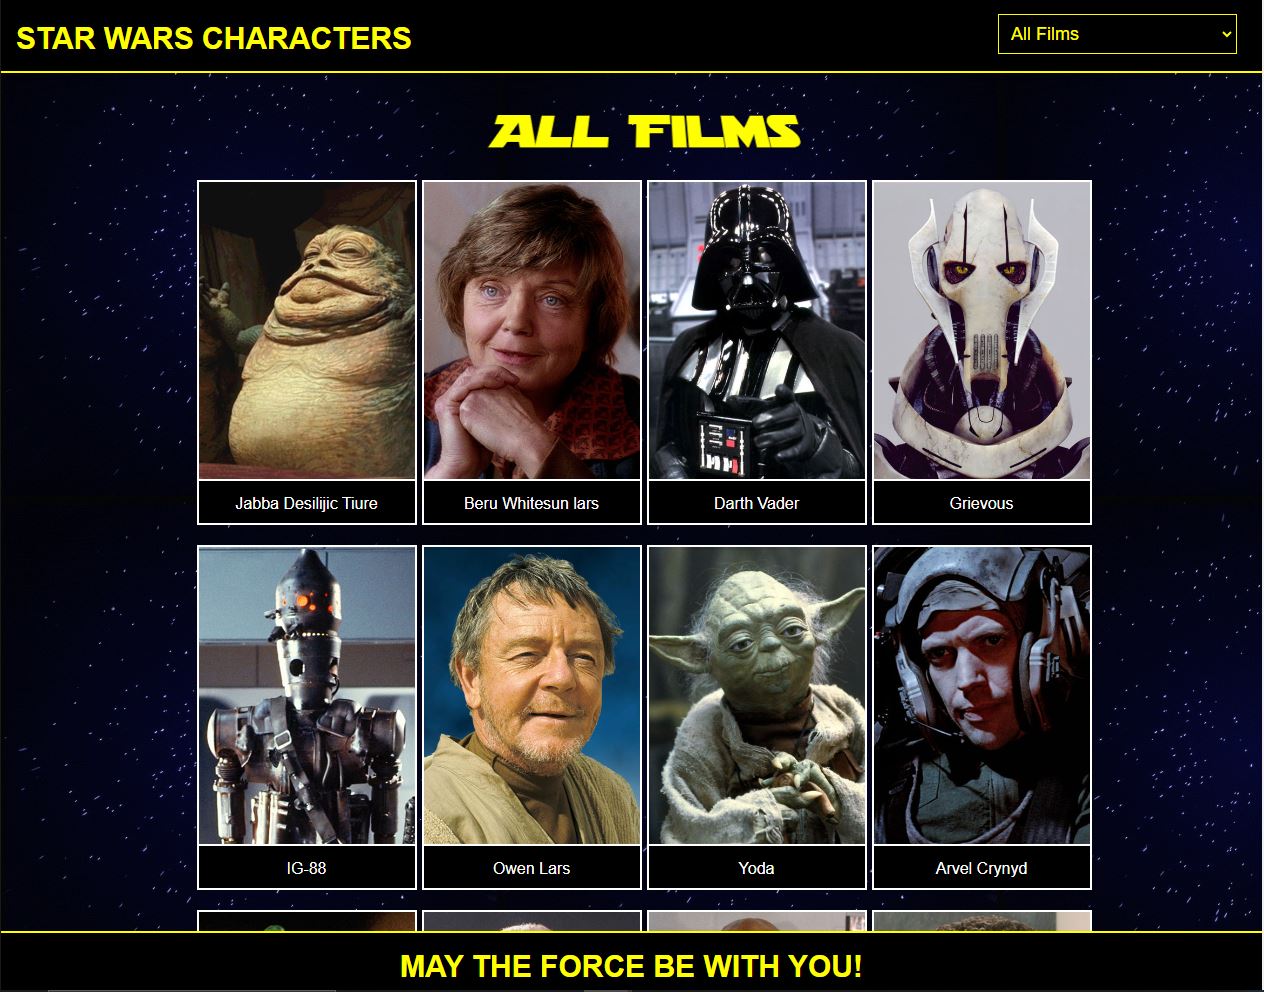 STAR WARS CHARACTERS
All Films
ALL FILMS
Jabba Desilijic Tiure
Beru Whitesun lars
Darth Vader
Grievous
IG-88
Owen Lars
Yoda
Arvel Crynyd
MAY THE FORCE BE WITH YOU!